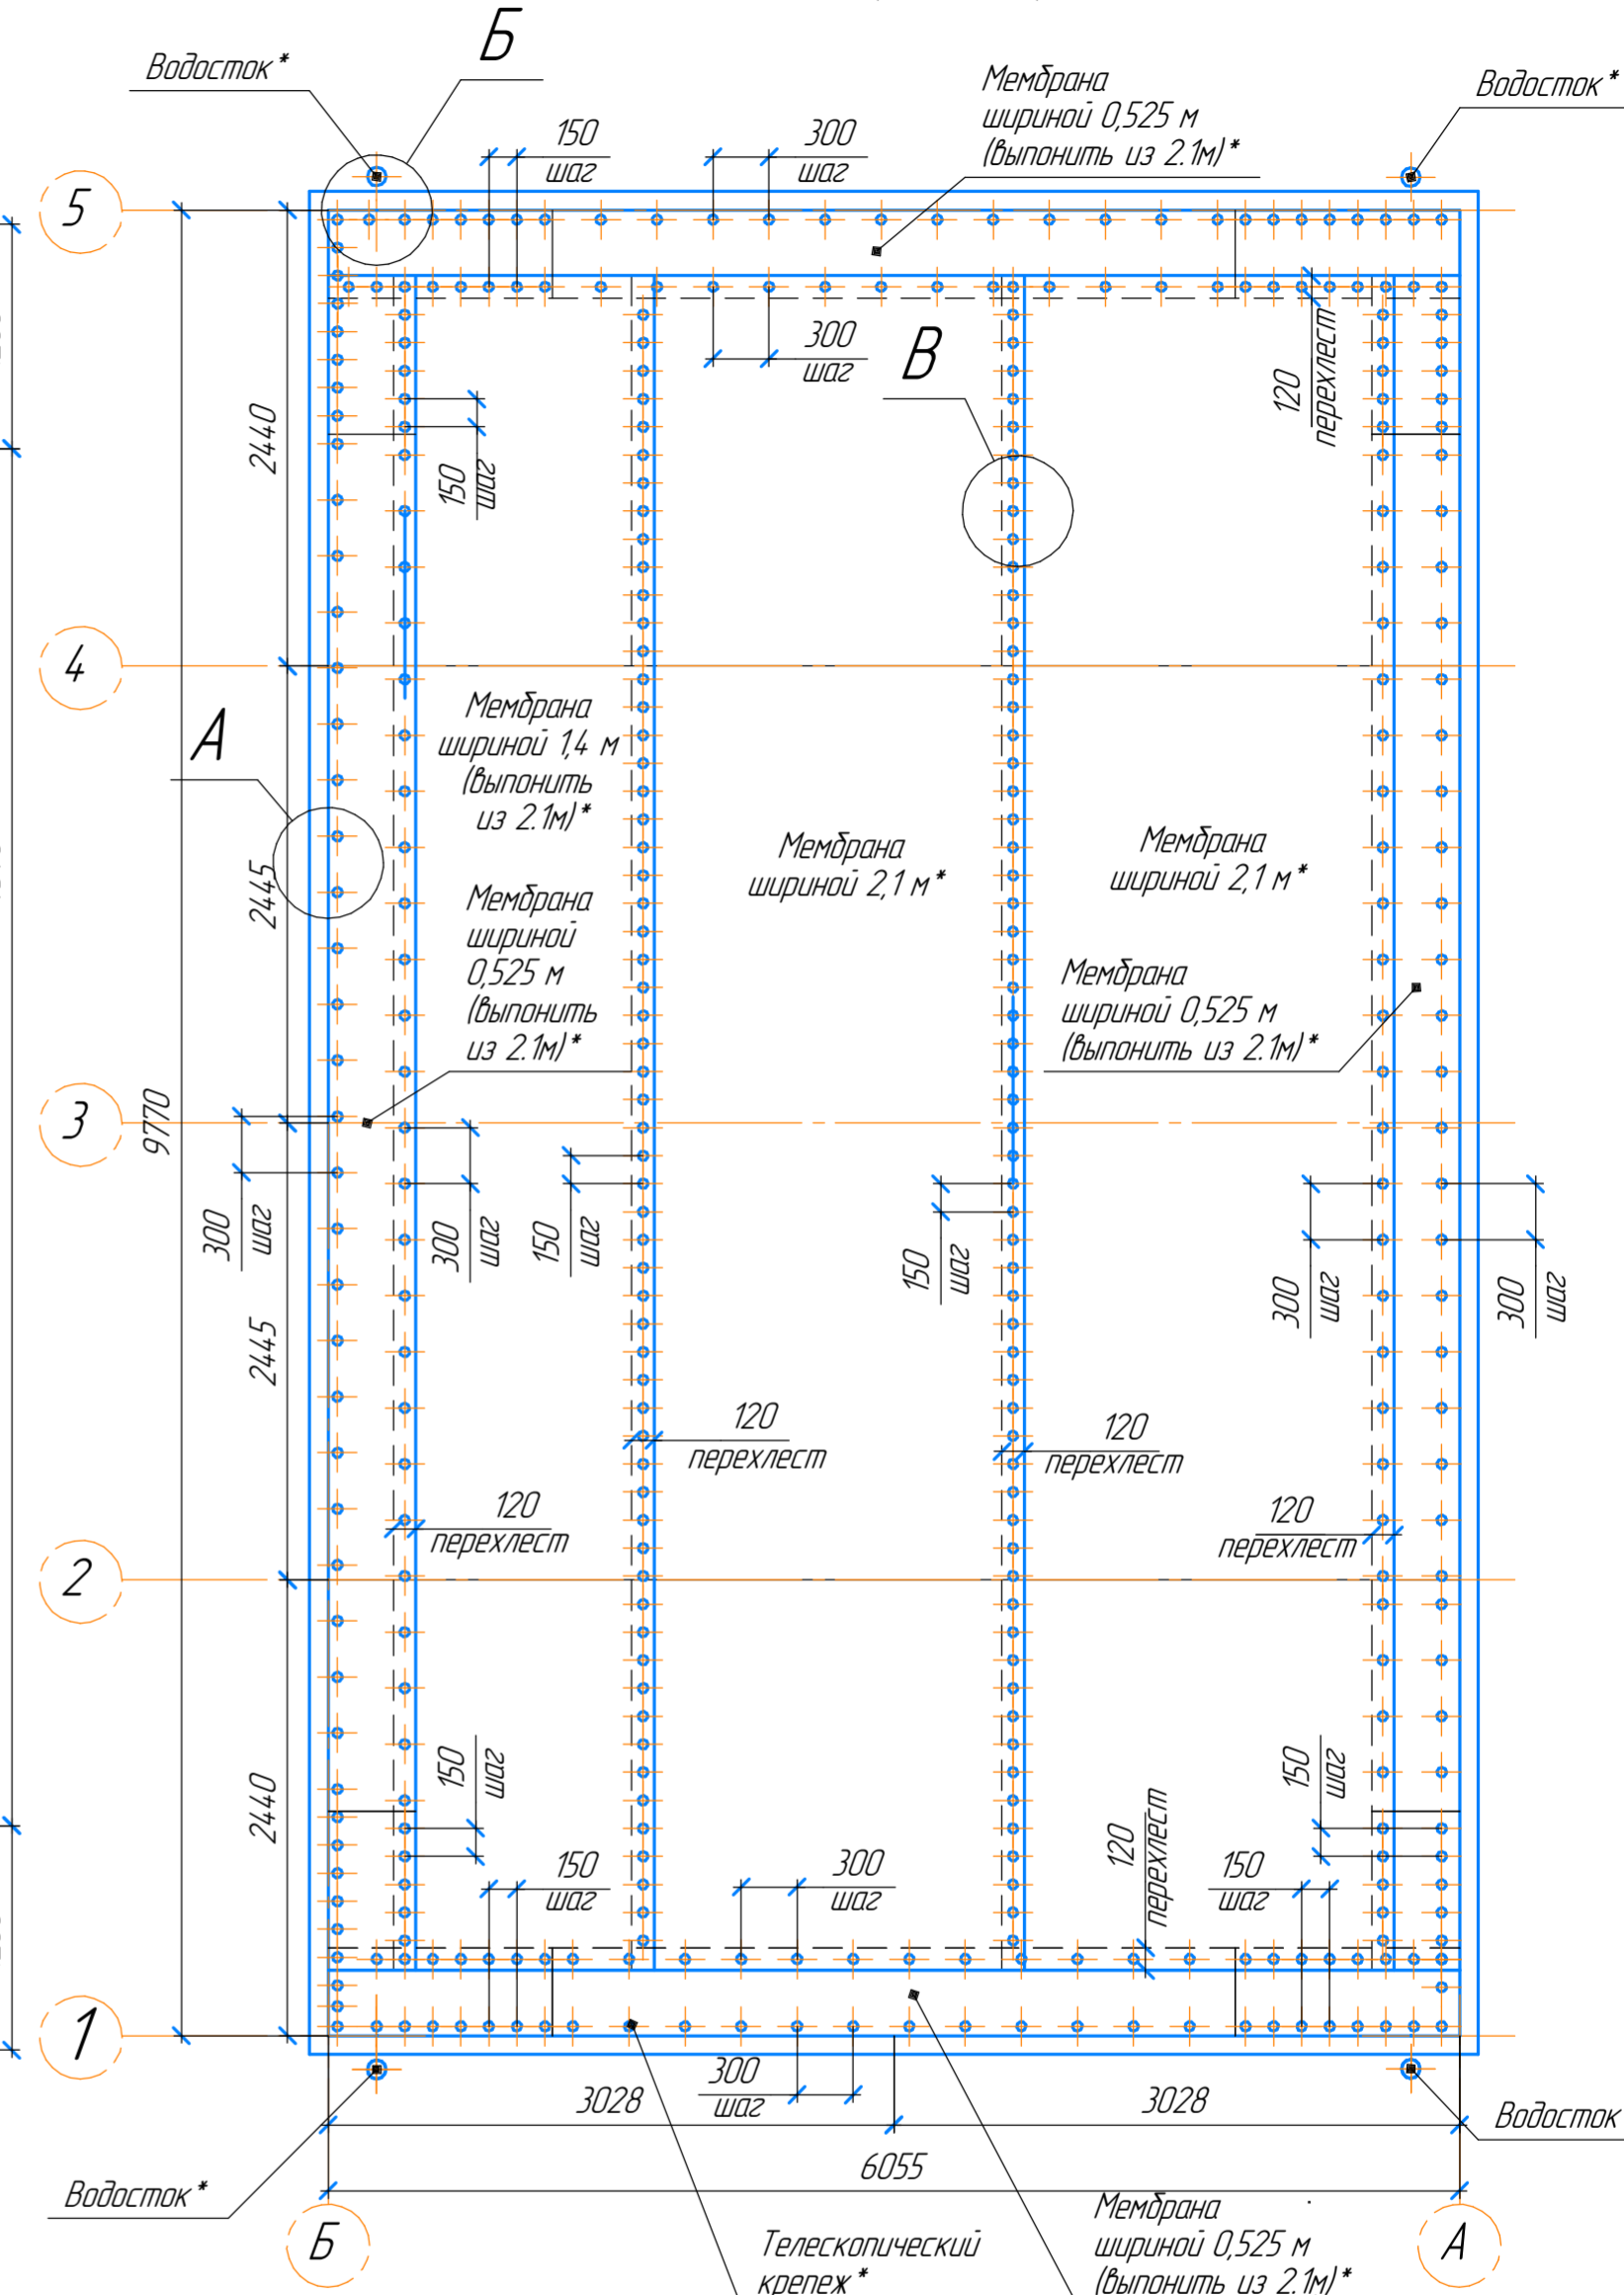 Б
Водосток*
Мембрана
шириной 0,525 м
(выпонить из 2.1м)*
Водосток*
150
шаг
300
шаг
5
300
шаг
В
120
перехлест
2440
150
шаг
4
А
Мембрана
шириной 1,4 м
(выпонить
из 2.1м)*
Мембрана
шириной 2,1 м*
Мембрана
шириной 2,1 м*
2445
Мембрана
шириной
0,525 м
(выпонить
из 2.1м)*
Мембрана
шириной 0,525 м
(выпонить из 2.1м)*
3
9770
300
шаг
300
шаг
150
шаг
150
шаг
300
шаг
300
шаг
2445
120
перехлест
120
перехлест
120
перехлест
120
перехлест
2
2440
150
шаг
150
шаг
150
шаг
300
шаг
120
перехлест
150
шаг
1
300
шаг
3028
3028
Водосток
6055
Водосток*
Б
Телескопический
крепеж*
Мембрана
шириной 0,525 м
(выпонить из 2.1м)*
А